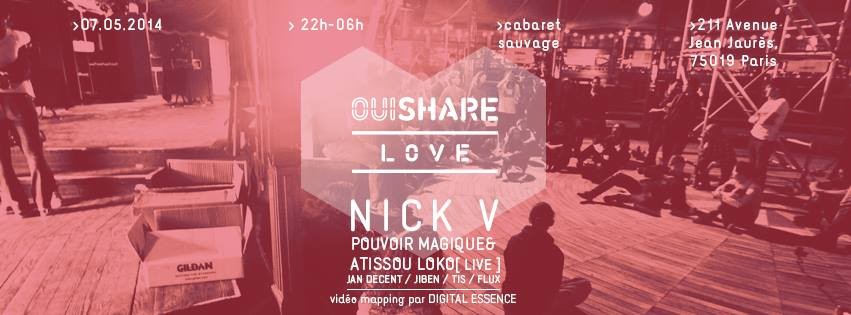 >07.05.2014
> 22h-06h
>cabaret
sauvage
>211 Avenue
Jean Jaurès,
75019 Paris
OUISHARE
LOVE
NICK V
POUVOIR MAGIQUE&
ATISSOU LOKO[ LIVE ]
JAN DECENT / JIBEN / TIS / FLUX
vidéo mapping par DIGITAL ESSENCE
GILDAN